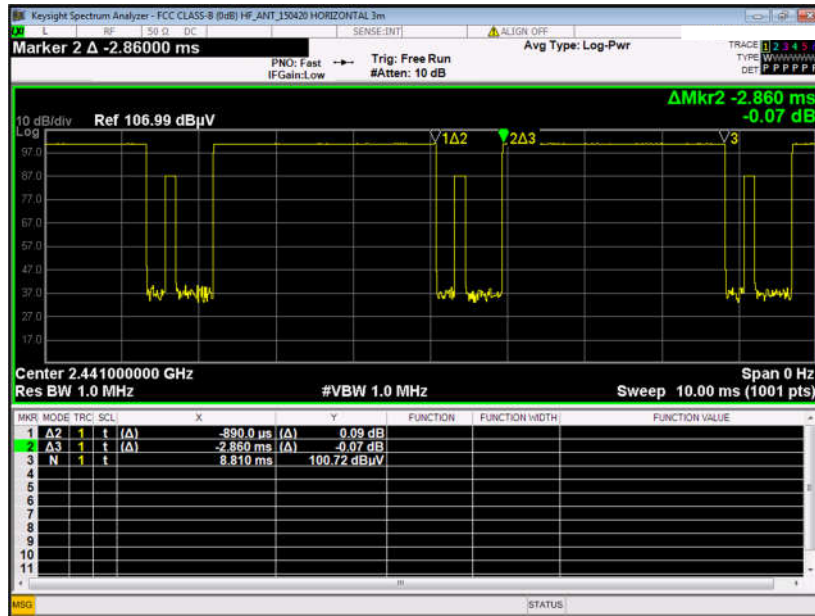 Keysight Spectrum Analyzer - FCC CLASS-B (0dB) HF_ANT_150420 HORIZONTAL 3m
L RF 50 Ω DC SENSE:INT ALIGN OFF
Marker 2 Δ -2.86000 ms
Avg Type: Log-Pwr
TRACE 1 2 3 4 5
TYPE WWWWWW
DET P P P P P P
PNO: Fast
IFGain:Low
Trig: Free Run
#Atten: 10 dB
ΔMkr2 -2.860 ms
-0.07 dB
10 dB/div Ref 106.99 dBµV
Log
1Δ2 2Δ3 3
97.0
87.0
77.0
67.0
57.0
47.0
37.0
27.0
17.0
Center 2.441000000 GHz Span 0 Hz
Res BW 1.0 MHz #VBW 1.0 MHz Sweep 10.00 ms (1001 pts)
MKR MODE TRC SCL X Y FUNCTION FUNCTION WIDTH FUNCTION VALUE
1 Δ2 1 t (Δ) -890.0 µs (Δ) 0.09 dB
2 Δ3 1 t (Δ) -2.860 ms (Δ) -0.07 dB
3 N 1 t 8.810 ms 100.72 dBµV
4
5
6
7
8
9
10
11
MSG STATUS